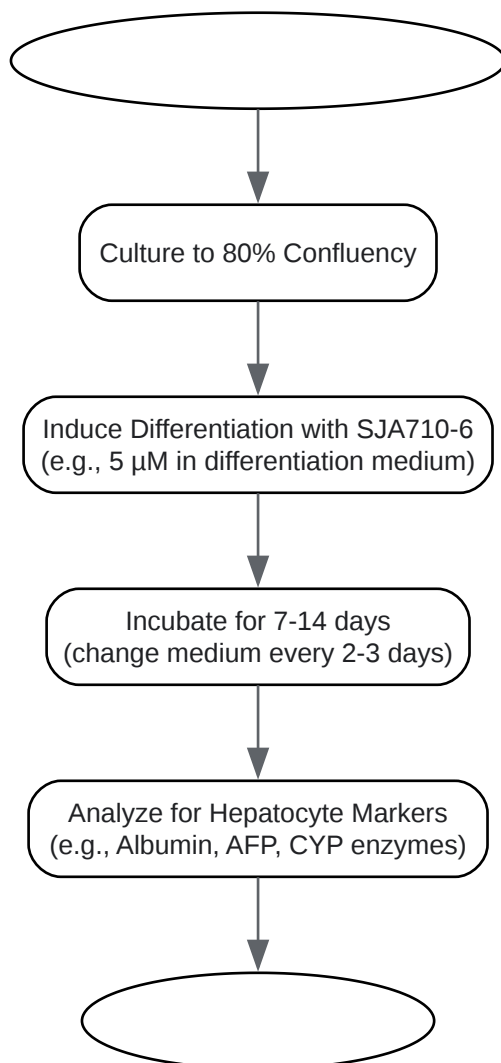 Culture to 80% Confluency
Induce Differentiation with SJA710-6
(e.g., 5 µM in differentiation medium)
Incubate for 7-14 days
(change medium every 2-3 days)
Analyze for Hepatocyte Markers
(e.g., Albumin, AFP, CYP enzymes)